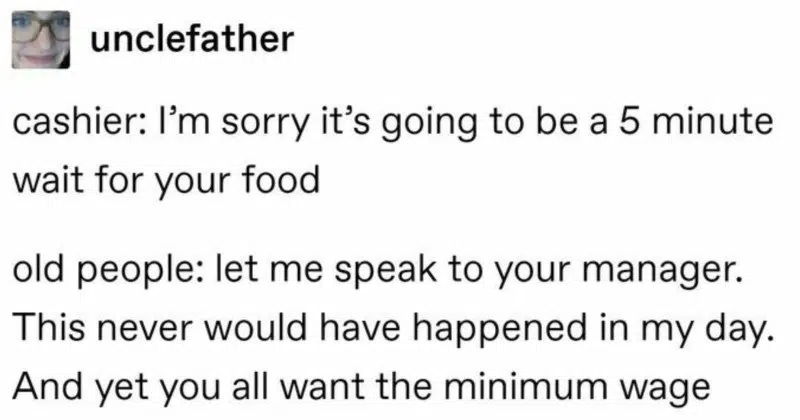 unclefather
cashier: I’m sorry it’s going to be a 5 minute
wait for your food
old people: let me speak to your manager.
This never would have happened in my day.
And yet you all want the minimum wage